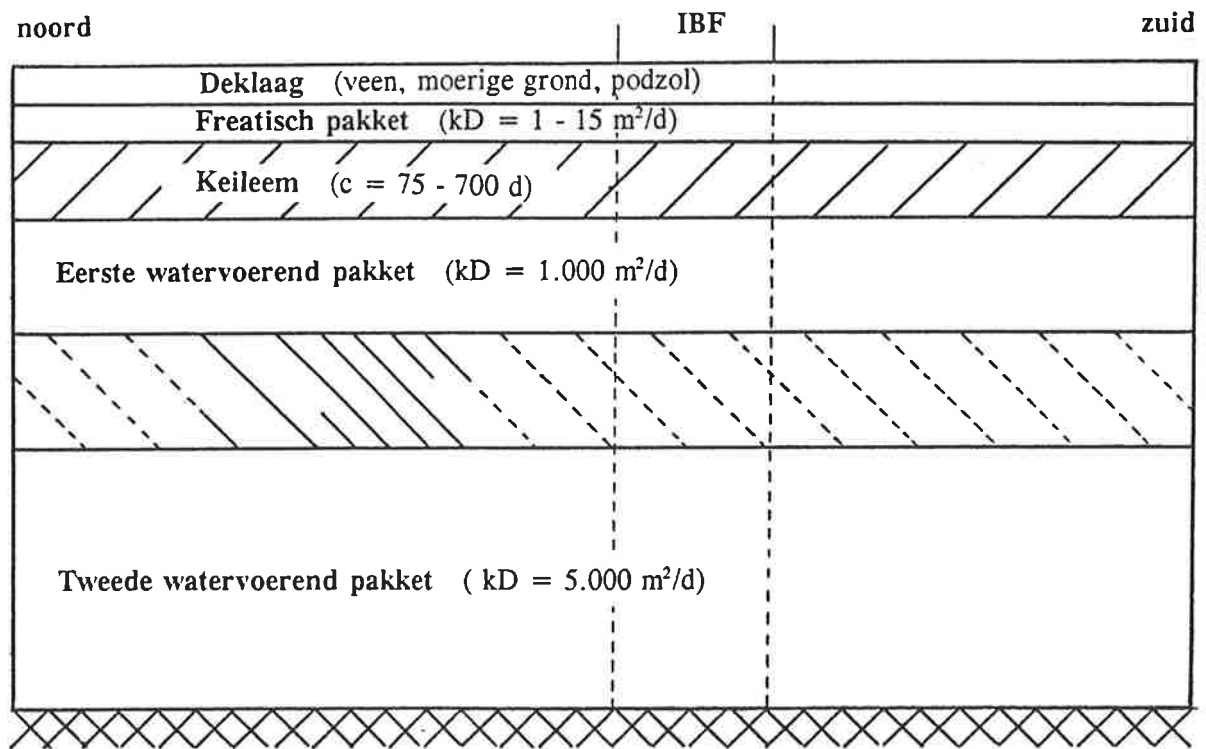 noord IBF zuid
Deklaag (veen, moerige grond, podzol)
Freatisch pakket (kD = 1 - 15 m²/d)
Keileem (c = 75 - 700 d)
Eerste watervoerend pakket (kD = 1.000 m²/d)
Tweede watervoerend pakket ( kD = 5.000 m²/d)